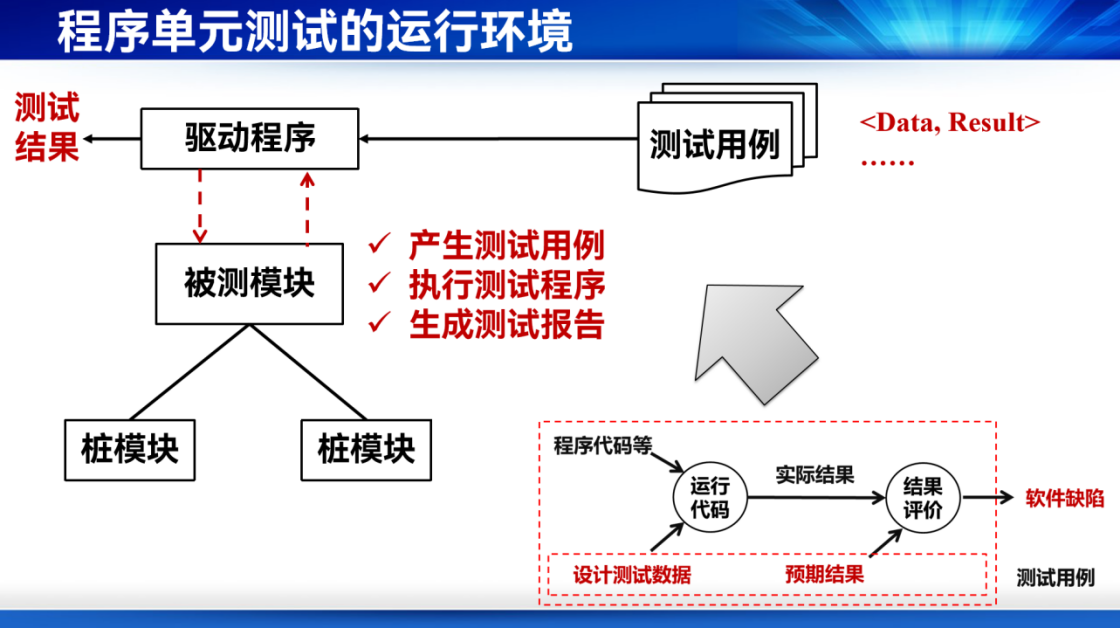 程序单元测试的运行环境
测试
结果
驱动程序
测试用例
<Data, Result>
……
被测模块
✓ 产生测试用例
✓ 执行测试程序
✓ 生成测试报告
桩模块
桩模块
程序代码等
运行
代码
实际结果
结果
评价
软件缺陷
设计测试数据
预期结果
测试用例